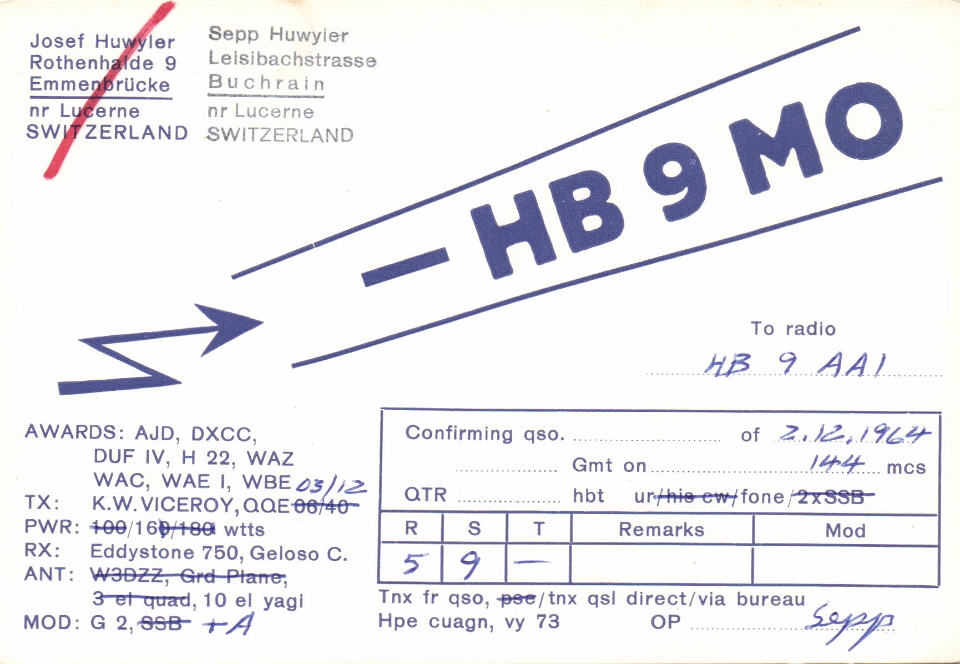 Josef Huwyler
Rothenhalde 9
Emmenbrücke
nr Lucerne
SWITZERLAND
Sepp Huwyler
Leisibachstrasse
Buchrain
nr Lucerne
SWITZERLAND
— HB 9 MO
To radio
HB 9 AAI
AWARDS: AJD, DXCC,
DUF IV, H 22, WAZ
WAC, WAE I, WBE 03/12
TX: K.W. VICEROY, QQE 06/40
PWR: 100/160/180 wtts
RX: Eddystone 750, Geloso C.
ANT: W3DZZ, Grd Plane,
3 el quad, 10 el yagi
MOD: G 2, SSB + A
Confirming qso. of 2.12.1964
Gmt on 144 mcs
QTR hbt ur/his cw/fone/2xSSB
R S T Remarks Mod
5 9 —
Tnx fr qso, pse/tnx qsl direct/via bureau
Hpe cuagn, vy 73 OP Sepp